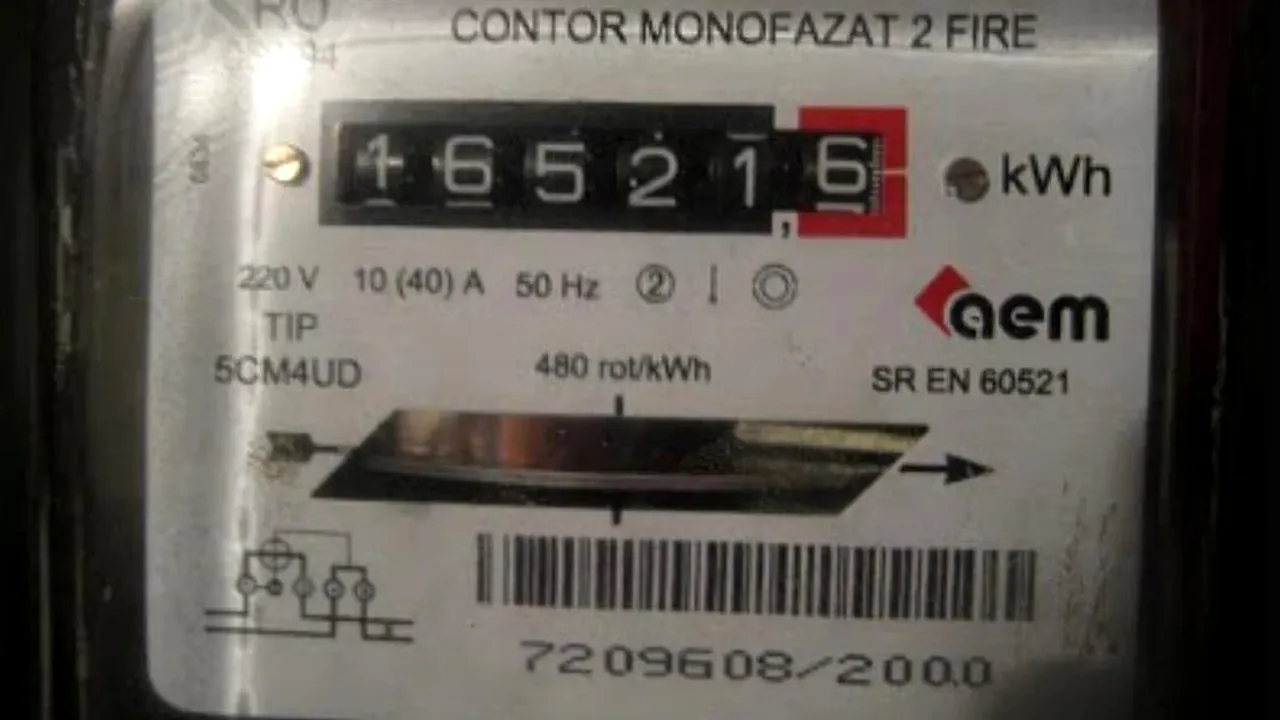 RO
CONTOR MONOFAZAT 2 FIRE
16521,6 kWh
220 V 10 (40) A 50 Hz 2
aem
TIP
5CM4UD
480 rot/kWh
SR EN 60521
7209608/2000